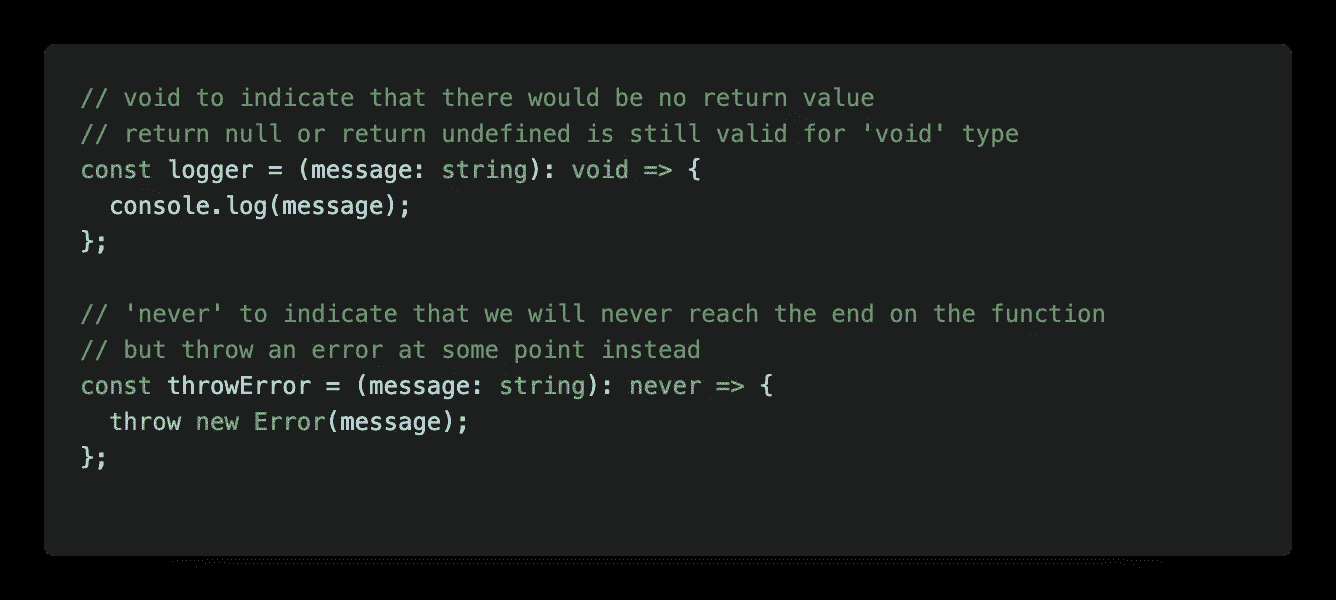 // void to indicate that there would be no return value
// return null or return undefined is still valid for 'void' type
const logger = (message: string): void => {
  console.log(message);
};

// 'never' to indicate that we will never reach the end on the function
// but throw an error at some point instead
const throwError = (message: string): never => {
  throw new Error(message);
};